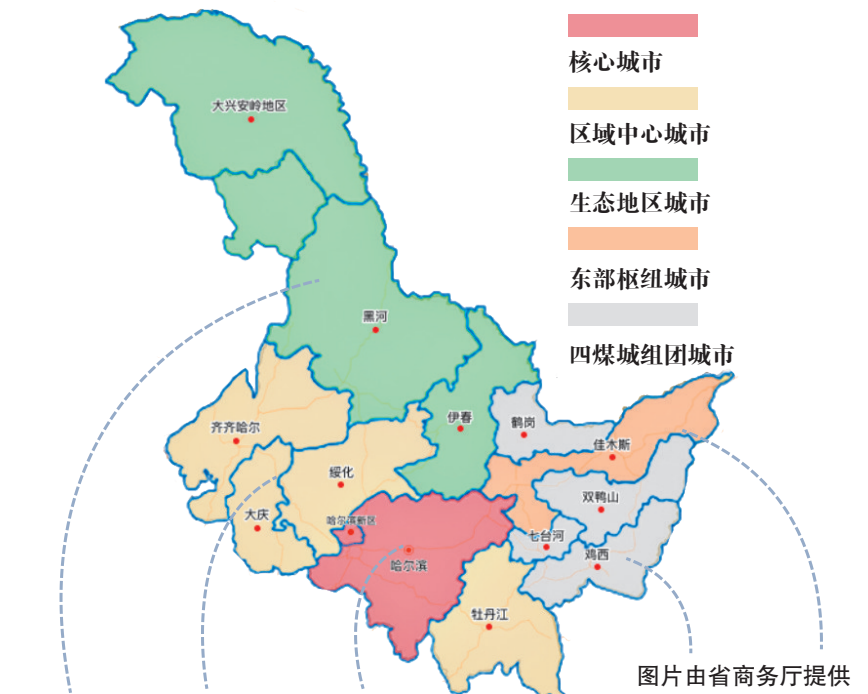 核心城市
大兴安岭地区
区域中心城市
生态地区城市
东部枢纽城市
黑河
四煤城组团城市
伊春
鹤岗
齐齐哈尔
佳木斯
绥化
双鸭山
大庆
哈尔滨新区
七台河
鸡西
哈尔滨
牡丹江
图片由省商务厅提供